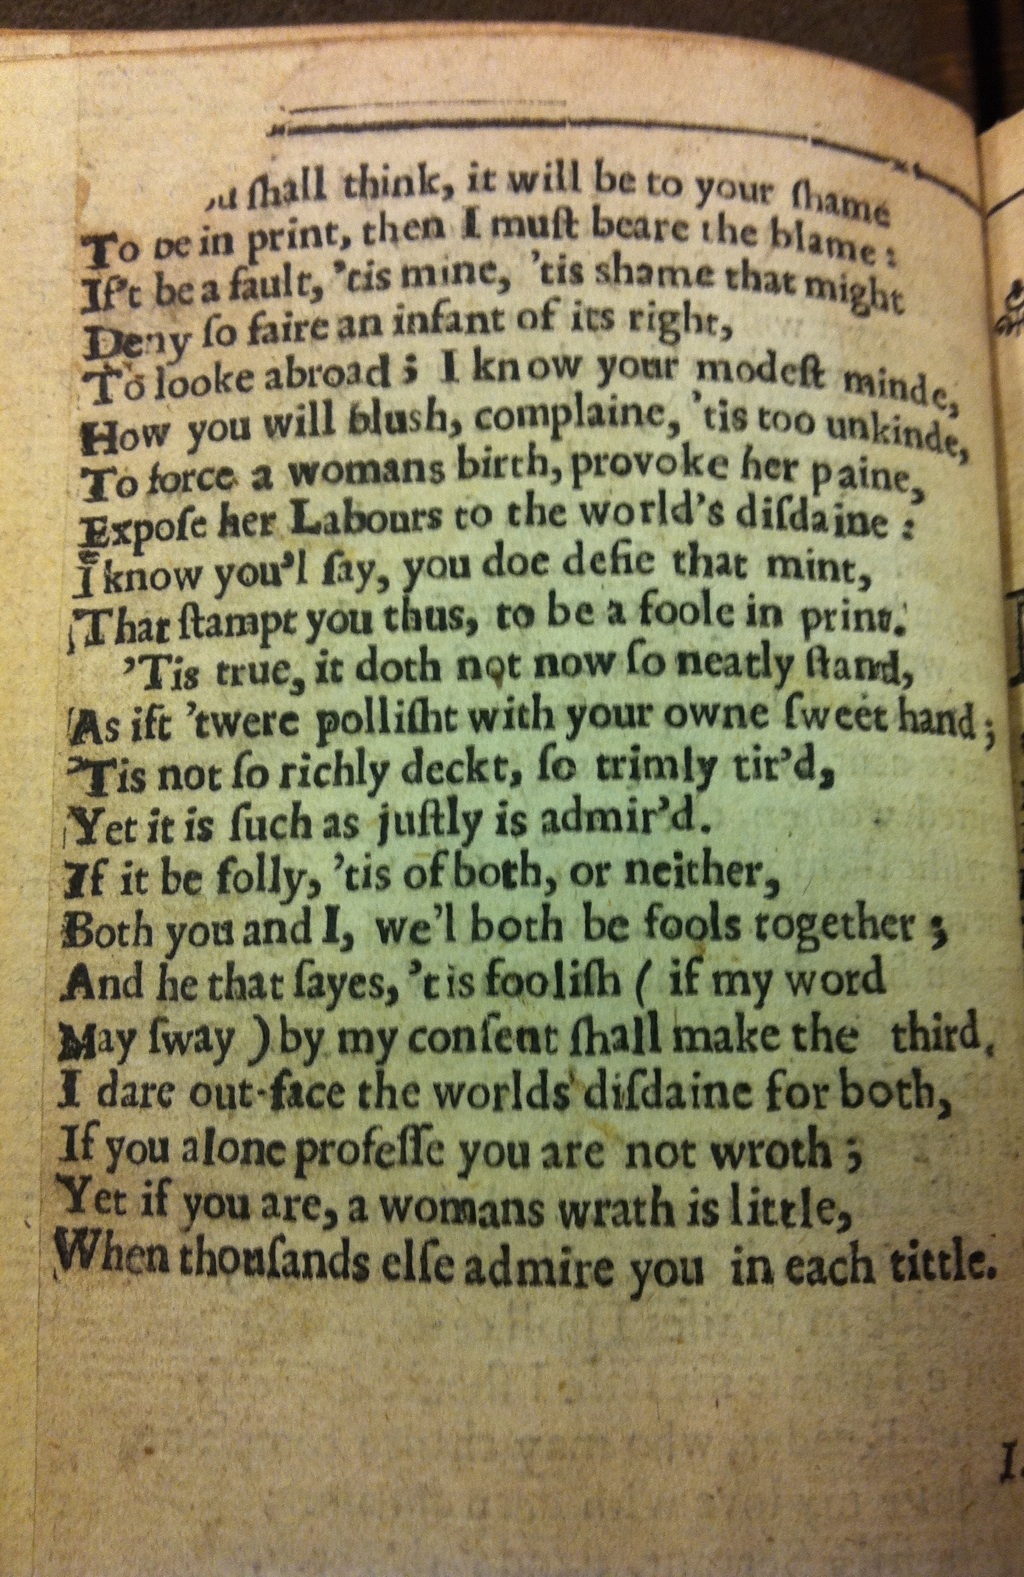 ſhall think, it will be to your ſhame
To be in print, then I muſt beare the blame:
If't be a fault, 'tis mine, 'tis shame that might
Deny ſo faire an infant of its right,
To looke abroad; I know your modeſt minde,
How you will blush, complaine, 'tis too unkinde,
To force a womans birth, provoke her paine,
Expoſe her Labours to the world's diſdaine:
I know you'l ſay, you doe defie that mint,
That ſtampt you thus, to be a foole in print.
'Tis true, it doth not now ſo neatly ſtand,
As ift 'twere polliſht with your owne ſweet hand;
'Tis not ſo richly deckt, ſo trimly tir'd,
Yet it is ſuch as juſtly is admir'd.
If it be folly, 'tis of both, or neither,
Both you and I, we'l both be fools together;
And he that ſayes, 'tis fooliſh ( if my word
May ſway ) by my conſent ſhall make the third.
I dare out-face the worlds diſdaine for both,
If you alone profeſſe you are not wroth;
Yet if you are, a womans wrath is little,
When thouſands elſe admire you in each tittle.